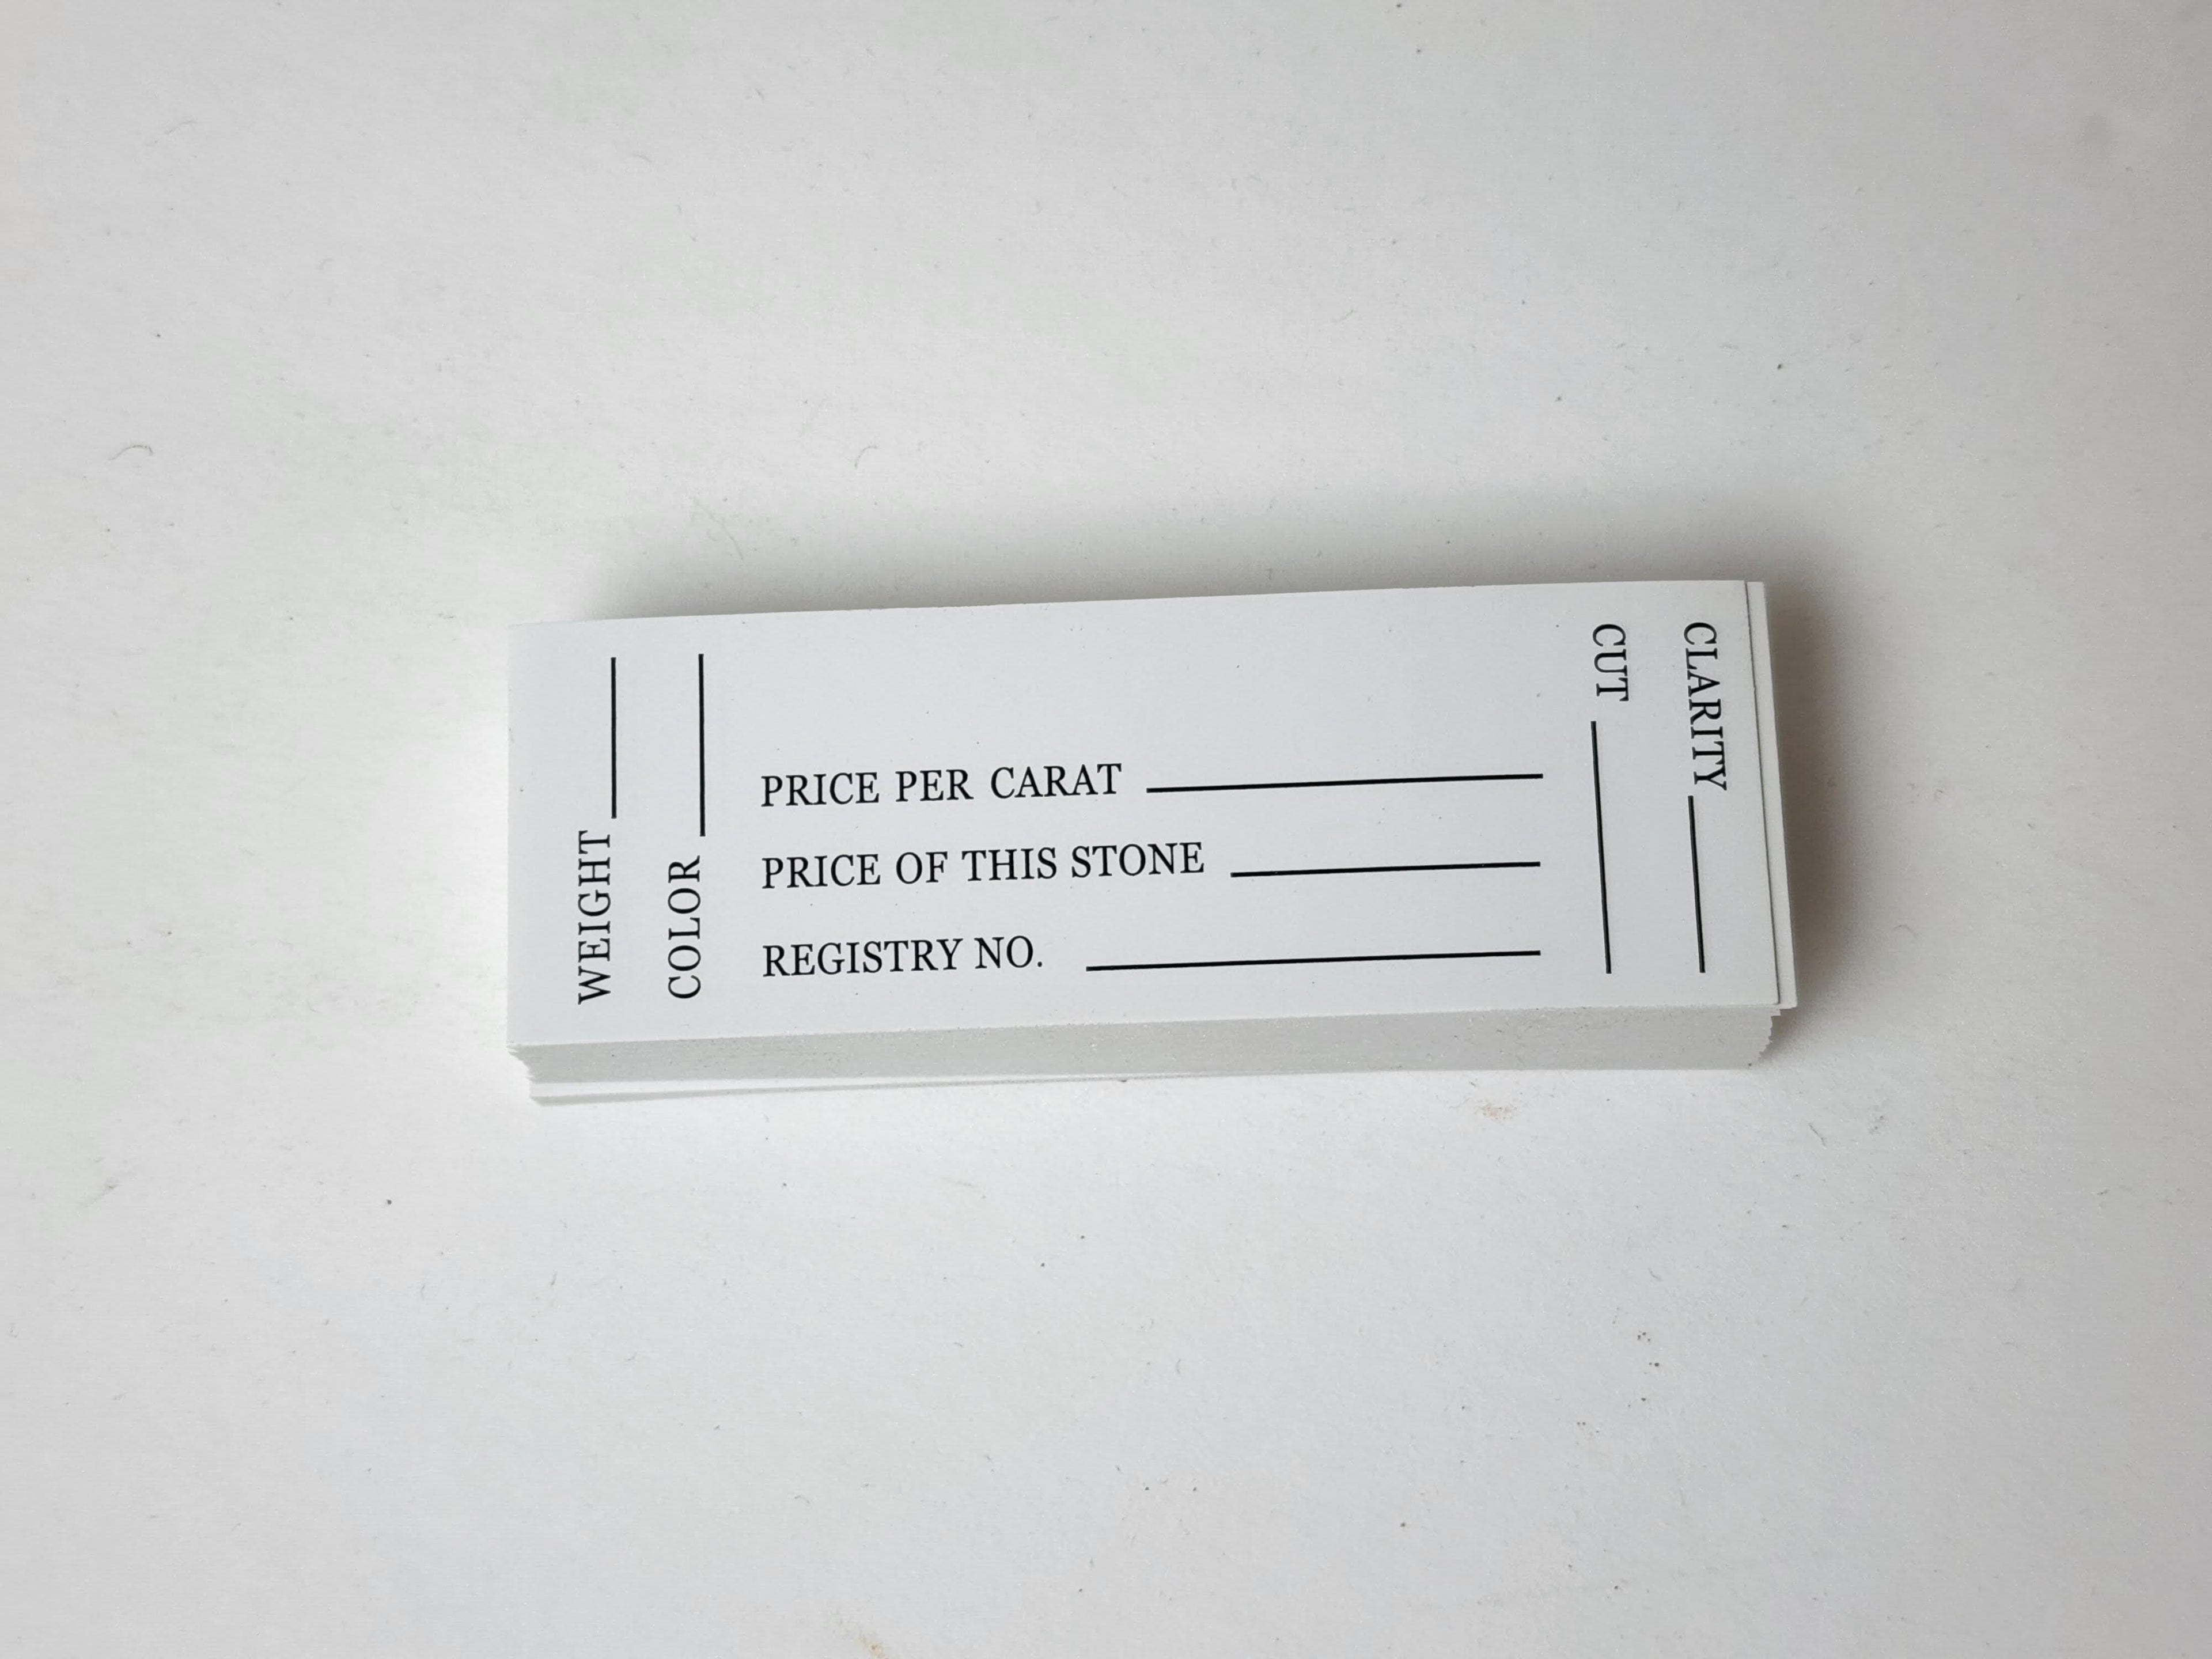 WEIGHT
COLOR
PRICE PER CARAT
PRICE OF THIS STONE
REGISTRY NO.
CUT
CLARITY